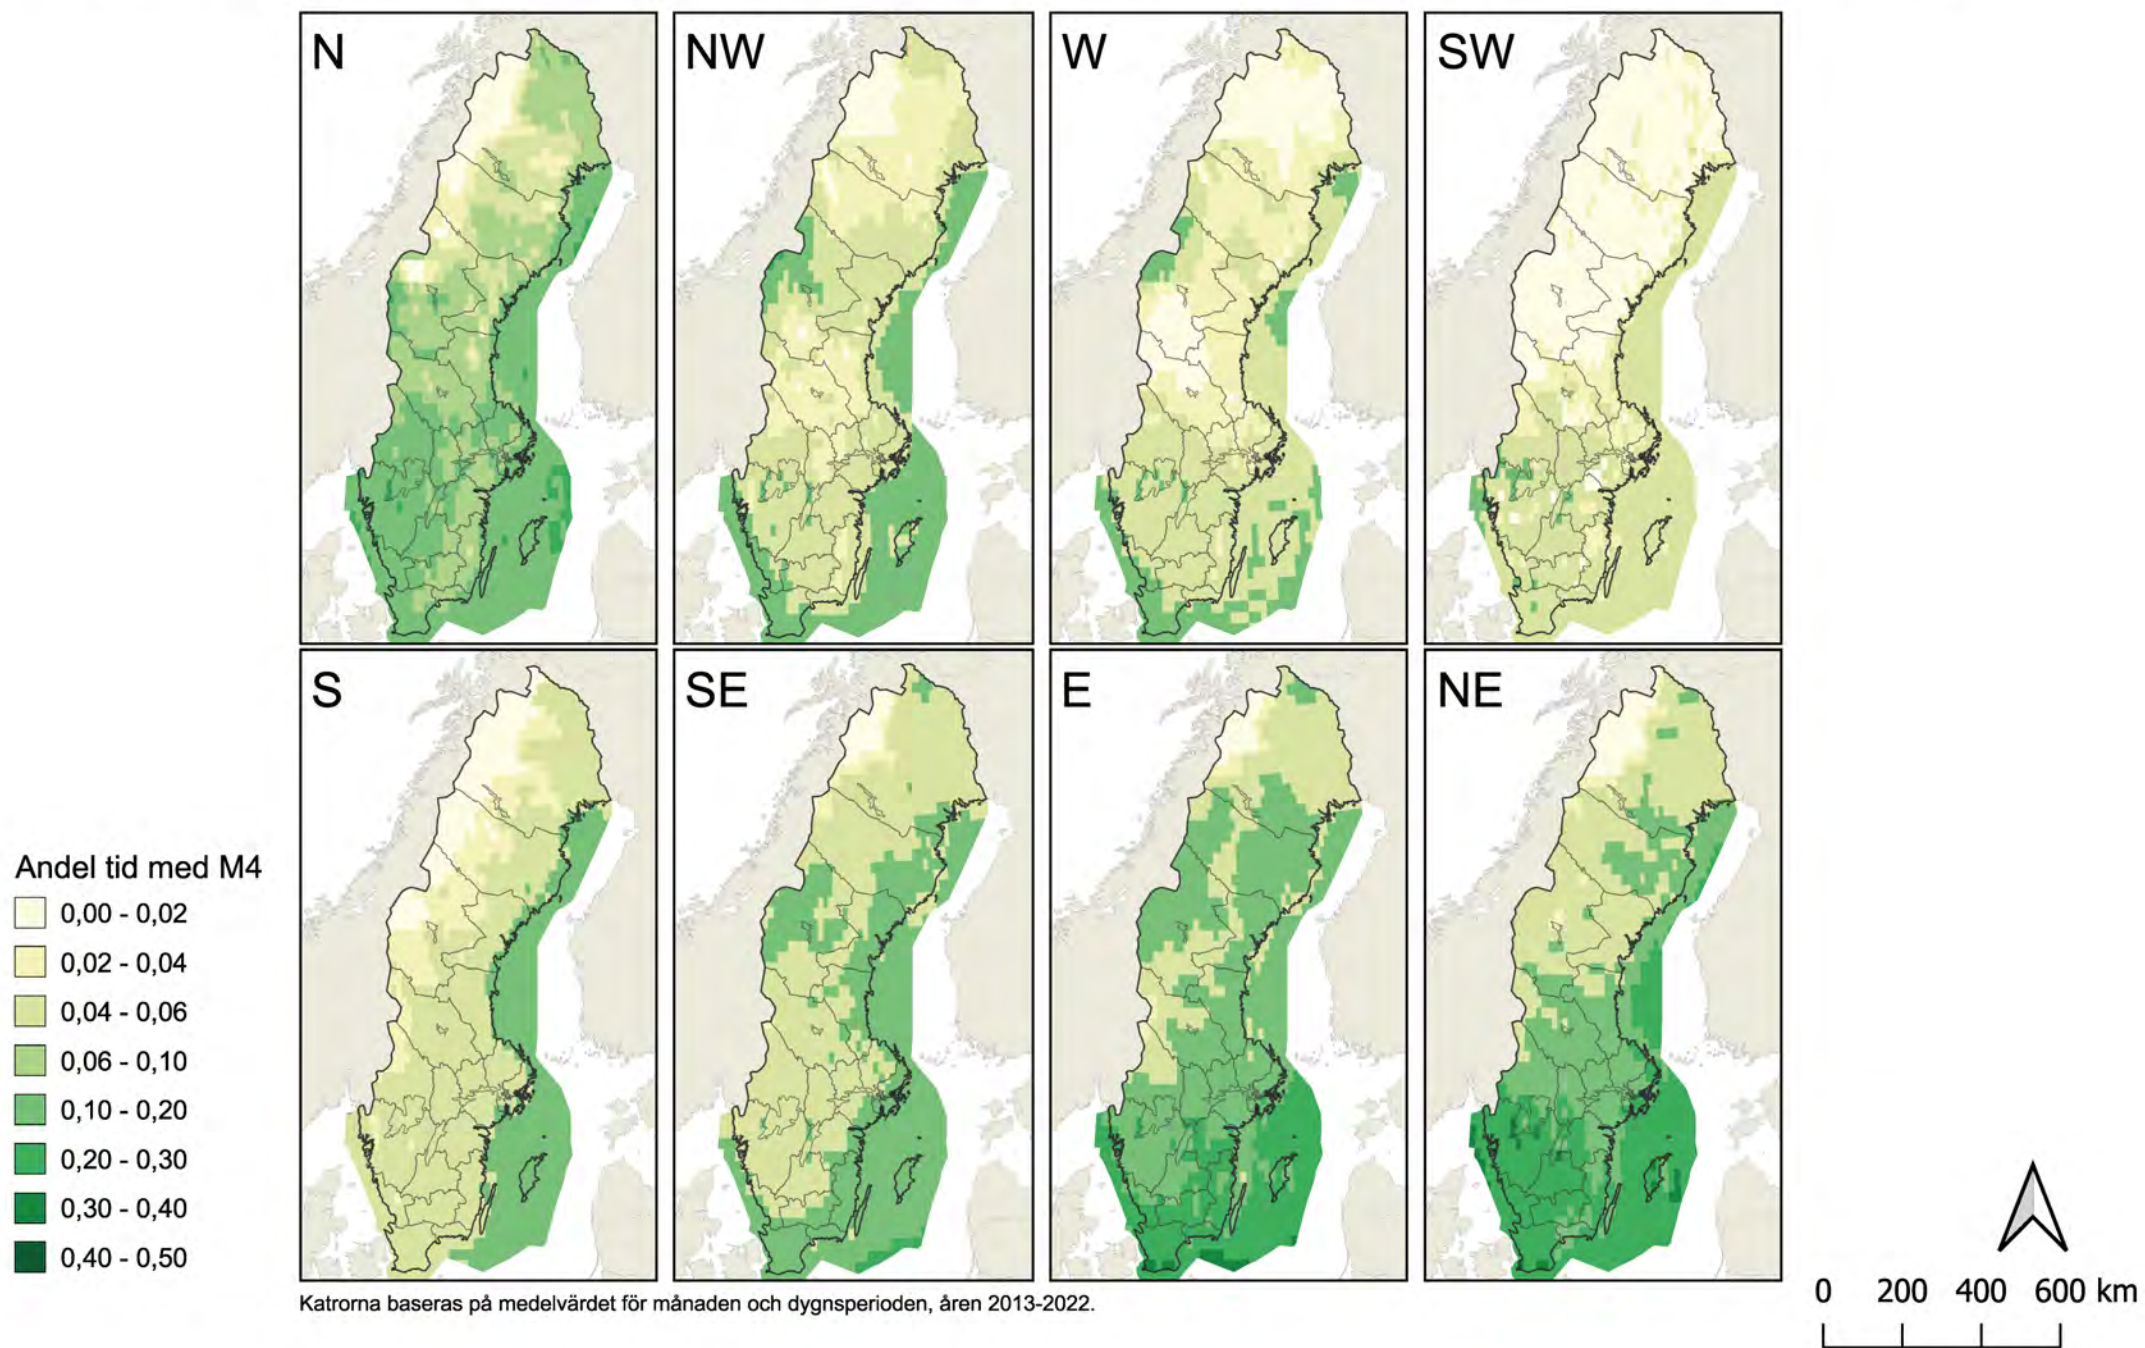 N
NW
W
SW
S
SE
E
NE
Andel tid med M4
0,00 - 0,02
0,02 - 0,04
0,04 - 0,06
0,06 - 0,10
0,10 - 0,20
0,20 - 0,30
0,30 - 0,40
0,40 - 0,50
Katrorna baseras på medelvärdet för månaden och dygnsperioden, åren 2013-2022.
0 200 400 600 km